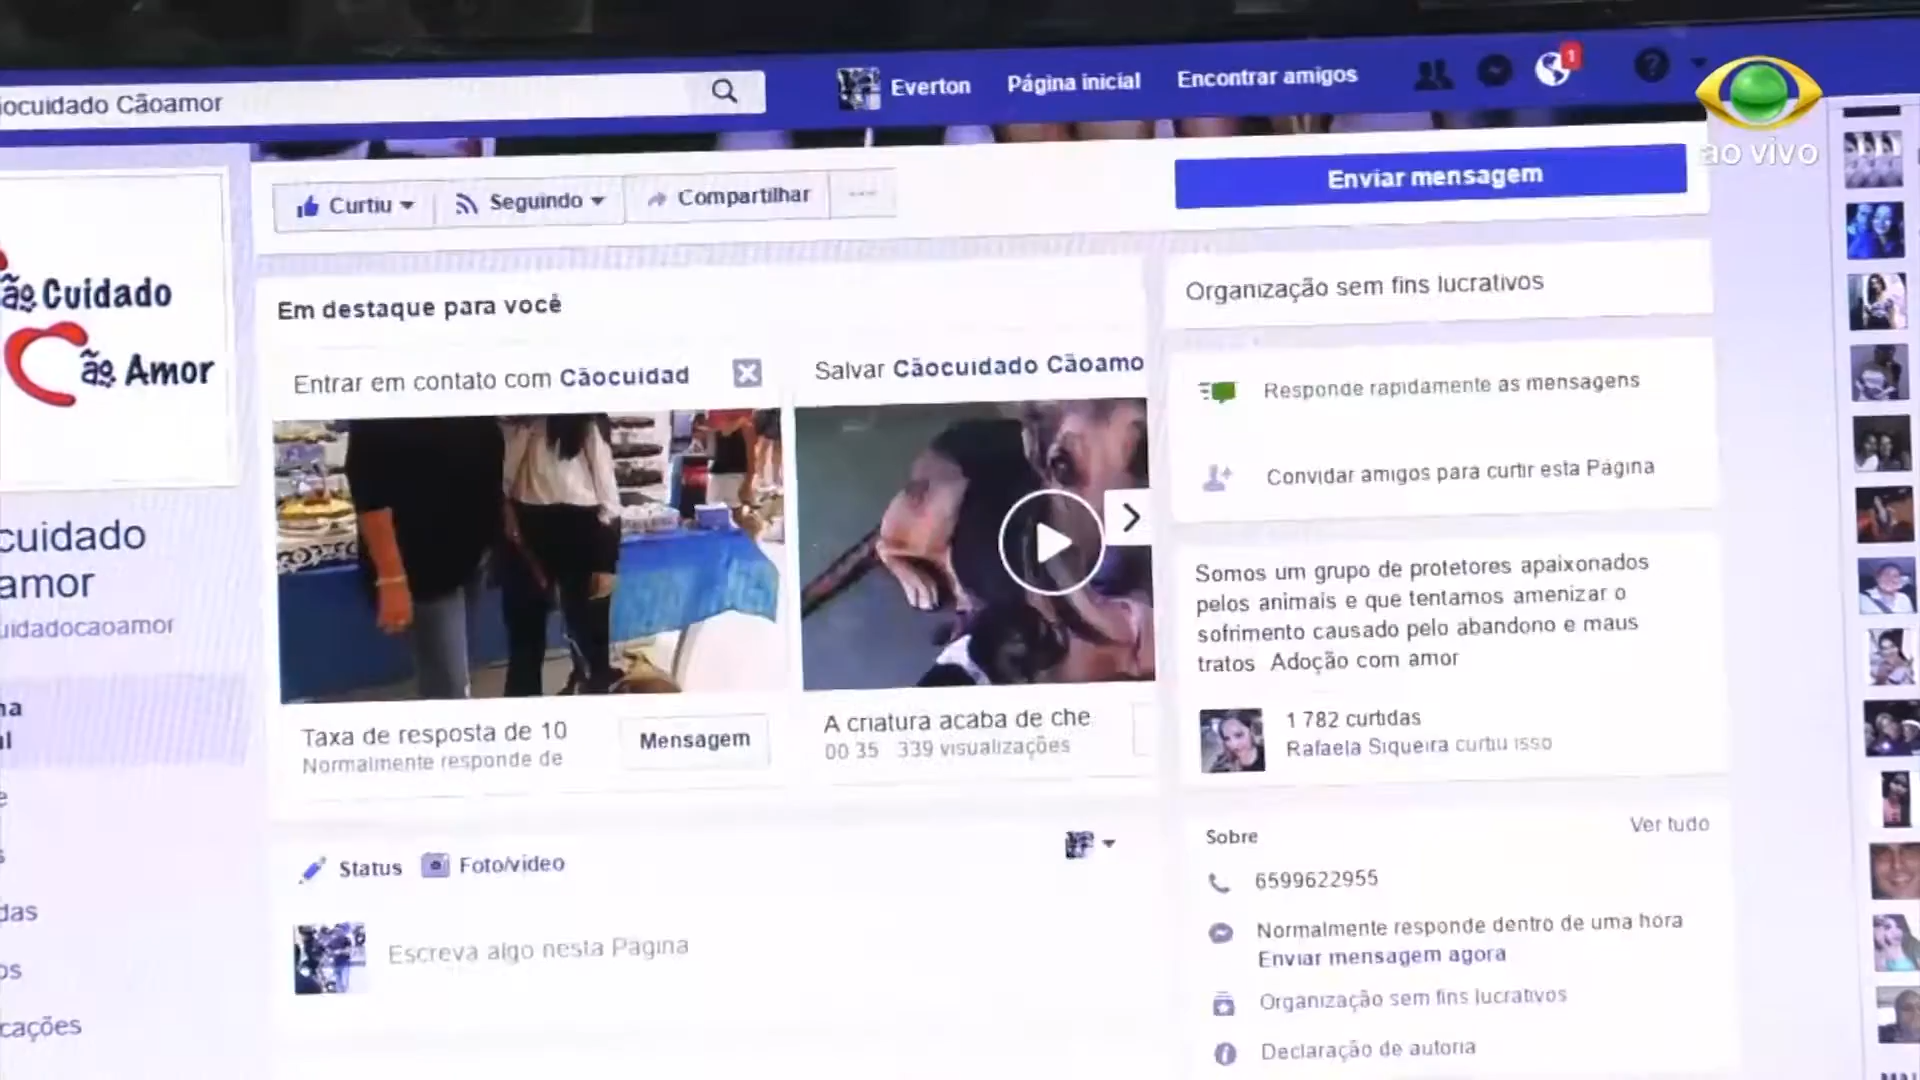 iocuidado Cãoamor
Everton
Página inicial
Encontrar amigos
1
?
ao vivo
Curtiu
Seguindo
Compartilhar
Enviar mensagem
ão Cuidado
ão Amor
cuidado
amor
uidadocaoamor
Em destaque para você
Entrar em contato com Cãocuidad
Salvar Cãocuidado Cãoamo
Taxa de resposta de 10
Normalmente responde de
Mensagem
A criatura acaba de che
00 35 339 visualizações
Status
Foto/vídeo
Escreva algo nesta Página
Organização sem fins lucrativos
Responde rapidamente as mensagens
Convidar amigos para curtir esta Página
Somos um grupo de protetores apaixonados
pelos animais e que tentamos amenizar o
sofrimento causado pelo abandono e maus
tratos Adoção com amor
1 782 curtidas
Rafaela Siqueira curtiu isso
Sobre
Ver tudo
6599622955
Normalmente responde dentro de uma hora
Enviar mensagem agora
Organização sem fins lucrativos
Declaração de autoria
das
os
cações